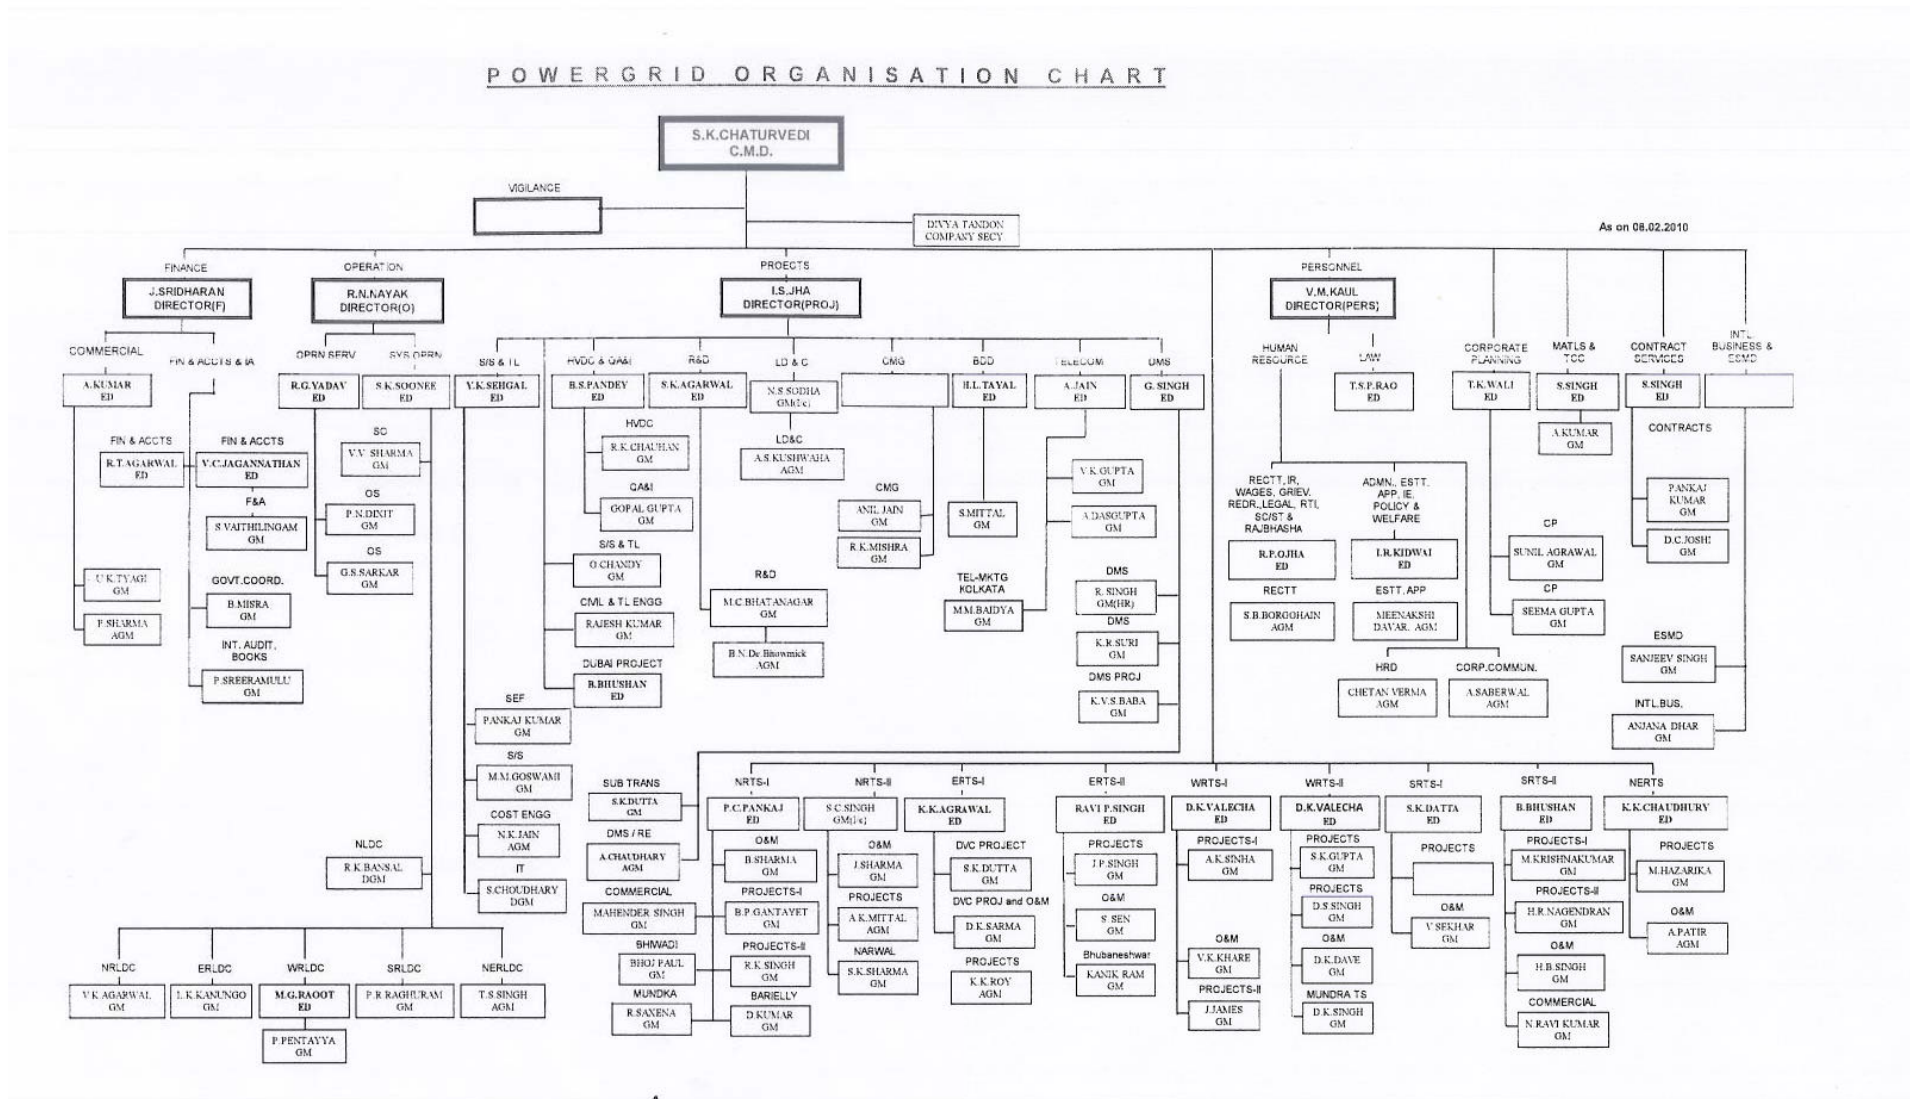 POWERGRID ORGANISATION CHART
S.K.CHATURVEDI
C.M.D.
VIGILANCE
DIVYA TANDON
COMPANY SECY
As on 08.02.2010
FINANCE
J.SRIDHARAN
DIRECTOR(F)
OPERATION
R.N.NAYAK
DIRECTOR(O)
PROECTS
I.S.JHA
DIRECTOR(PROJ)
PERSONNEL
V.M.KAUL
DIRECTOR(PERS)
COMMERCIAL
A.KUMAR
ED
FIN & ACCTS & IA
OPRN SERV
R.G.YADAV
ED
SYS OPRN
S.K.SOONEE
ED
S/S & TL
Y.K.SEHGAL
ED
HVDC & QA&I
B.S.PANDEY
ED
R&D
S.K.AGARWAL
ED
LD & C
N.S.SODHA
GM(I/c)
CMG
BDD
H.L.TAYAL
ED
TELECOM
A.JAIN
ED
DMS
G.SINGH
ED
HUMAN
RESOURCE
LAW
T.S.P.RAO
ED
CORPORATE
PLANNING
T.K.WALI
ED
MATLS &
TCC
S.SINGH
ED
A.KUMAR
GM
CONTRACT
SERVICES
S.SINGH
ED
INTL
BUSINESS &
ESMD
FIN & ACCTS
R.T.AGARWAL
ED
FIN & ACCTS
V.C.JAGANNATHAN
ED
F&A
S.VAITHILINGAM
GM
U.K.TYAGI
GM
P.SHARMA
AGM
GOVT.COORD.
B.MISRA
GM
INT. AUDIT,
BOOKS
P.SREERAMULU
GM
SC
V.V. SHARMA
GM
OS
P.N.DIXIT
GM
OS
G.S.SARKAR
GM
HVDC
R.K.CHAUHAN
GM
QA&I
GOPAL GUPTA
GM
S/S & TL
O.CHANDY
GM
CIVIL & TL ENGG
RAJESH KUMAR
GM
DUBAI PROJECT
B.BHUSHAN
ED
LD&C
A.S.KUSHWAHA
AGM
R&D
M.C.BHATANAGAR
GM
B.N.De.Bhowmick
AGM
CMG
ANIL JAIN
GM
R.K.MISHRA
GM
S.MITTAL
GM
TEL-MKTG
KOLKATA
M.M.BAIDYA
GM
V.K.GUPTA
GM
A.DASGUPTA
GM
DMS
R. SINGH
GM(HR)
DMS
K.R.SURI
GM
DMS PROJ
K.V.S.BABA
GM
RECTT, IR,
WAGES, GRIEV.
REDR.,LEGAL, RTI,
SC/ST &
RAJBHASHA
R.P.OJHA
ED
RECTT
S.B.BORGOHAIN
AGM
ADMN., ESTT.
APP, IE,
POLICY &
WELFARE
I.R.KIDWAI
ED
ESTT. APP
MEENAKSHI
DAVAR. AGM
HRD
CHETAN VERMA
AGM
CORP.COMMUN.
A.SABERWAL
AGM
CP
SUNIL AGRAWAL
GM
CP
SEEMA GUPTA
GM
CONTRACTS
PANKAJ
KUMAR
GM
D.C.JOSHI
GM
ESMD
SANJEEV SINGH
GM
INTL.BUS.
ANJANA DHAR
GM
SEF
PANKAJ KUMAR
GM
S/S
M.M.GOSWAMI
GM
COST ENGG
N.K.JAIN
AGM
IT
S.CHOUDHARY
DGM
NLDC
R.K.BANSAL
DGM
NRLDC
V.K.AGARWAL
GM
ERLDC
L.K.KANUNGO
GM
WRLDC
M.G.RAOOT
ED
P.PENTAYYA
GM
SRLDC
P.R.RAGHURAM
GM
NERLDC
T.S.SINGH
AGM
SUB TRANS
S.K.DUTTA
GM
DMS / RE
A.CHAUDHARY
AGM
COMMERCIAL
MAHENDER SINGH
GM
BHIWADI
BHOJ PAUL
GM
MUNDKA
R.SAXENA
GM
NRTS-I
P.C.PANKAJ
ED
O&M
B.SHARMA
GM
PROJECTS-I
B.P.GANTAYET
GM
PROJECTS-II
R.K.SINGH
GM
BARIELLY
D.KUMAR
GM
NRTS-II
S.C.SINGH
GM(I/c)
O&M
J.SHARMA
GM
PROJECTS
A.K.MITTAL
AGM
NARWAL
S.K.SHARMA
GM
ERTS-I
K.K.AGRAWAL
ED
DVC PROJECT
S.K.DUTTA
GM
DVC PROJ and O&M
D.K.SARMA
GM
PROJECTS
K.K.ROY
AGM
ERTS-II
RAVI P.SINGH
ED
PROJECTS
J.P.SINGH
GM
O&M
S.SEN
GM
Bhubaneshwar
KANIK RAM
GM
WRTS-I
D.K.VALECHA
ED
PROJECTS-I
A.K.SINHA
GM
O&M
V.K.KHARE
GM
PROJECTS-II
J.JAMES
GM
WRTS-II
D.K.VALECHA
ED
PROJECTS
S.K.GUPTA
GM
PROJECTS
D.S.SINGH
GM
O&M
D.K.DAVE
GM
MUNDRA TS
D.K.SINGH
GM
SRTS-I
S.K.DATTA
ED
PROJECTS
O&M
V.SEKHAR
GM
SRTS-II
B.BHUSHAN
ED
PROJECTS-I
M.KRISHNAKUMAR
GM
PROJECTS-II
H.R.NAGENDRAN
GM
O&M
H.B.SINGH
GM
COMMERCIAL
N.RAVI KUMAR
GM
NERTS
K.K.CHAUDHURY
ED
PROJECTS
M.HAZARIKA
GM
O&M
A.PATIR
AGM